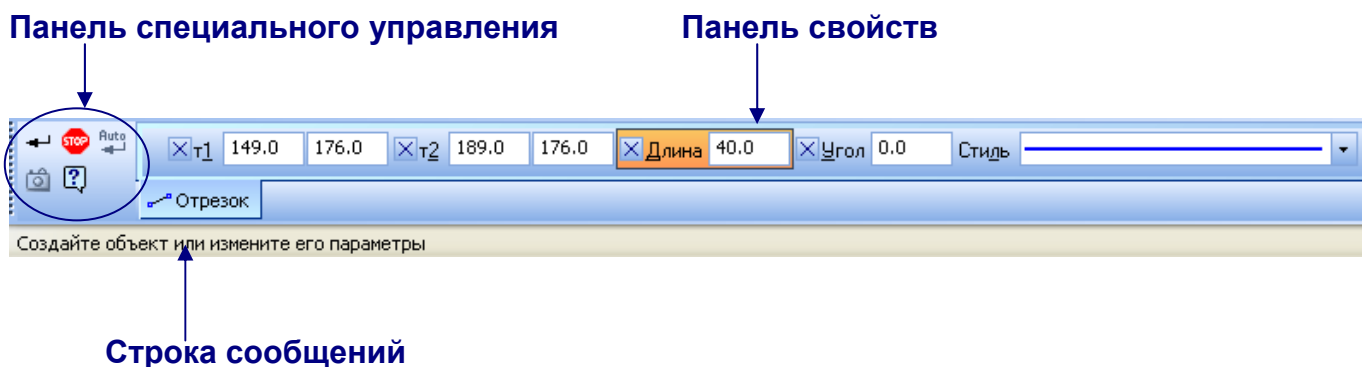 Панель специального управления Панель свойств
STOP Auto т1 149.0 176.0 т2 189.0 176.0 Длина 40.0 Угол 0.0 Стиль
? Отрезок
Создайте объект или измените его параметры
Строка сообщений